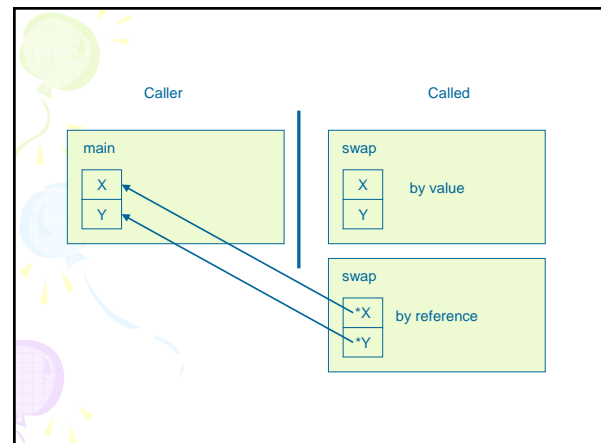 Caller
Called
main
X
Y
swap
X
by value
Y
swap
*X
by reference
*Y